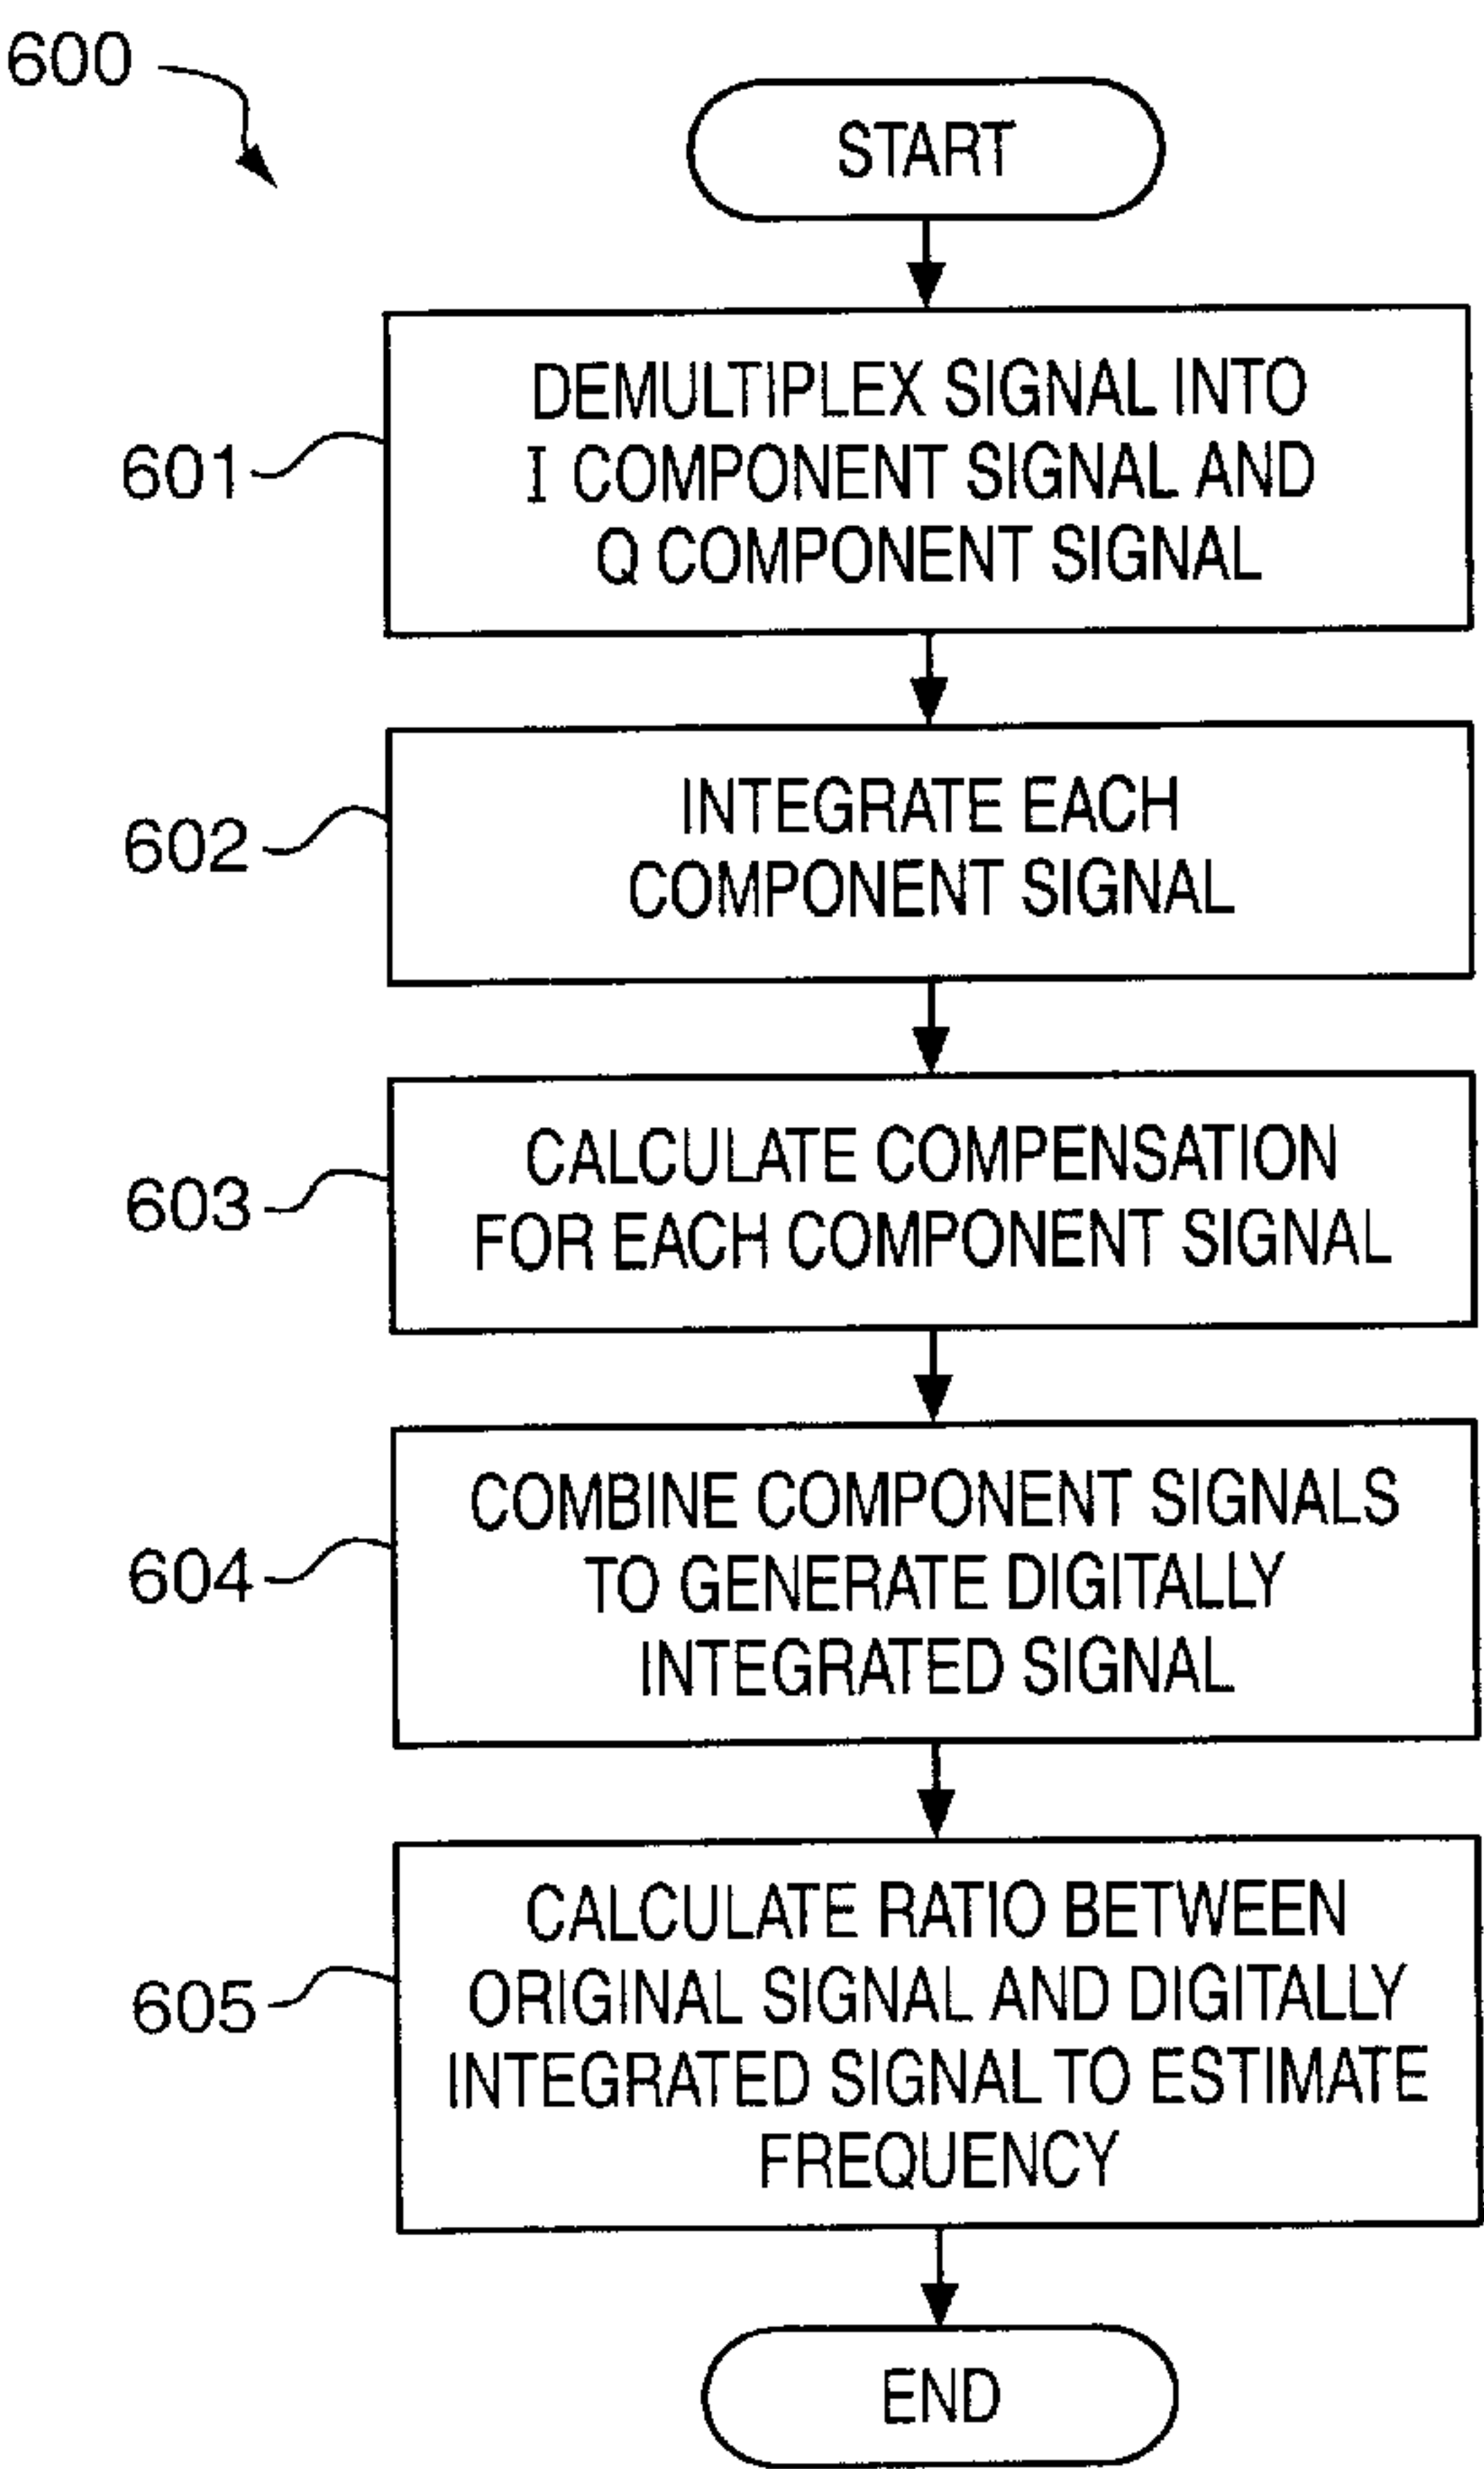 600
START
601
DEMULTIPLEX SIGNAL INTO
I COMPONENT SIGNAL AND
Q COMPONENT SIGNAL
602
INTEGRATE EACH
COMPONENT SIGNAL
603
CALCULATE COMPENSATION
FOR EACH COMPONENT SIGNAL
604
COMBINE COMPONENT SIGNALS
TO GENERATE DIGITALLY
INTEGRATED SIGNAL
605
CALCULATE RATIO BETWEEN
ORIGINAL SIGNAL AND DIGITALLY
INTEGRATED SIGNAL TO ESTIMATE
FREQUENCY
END